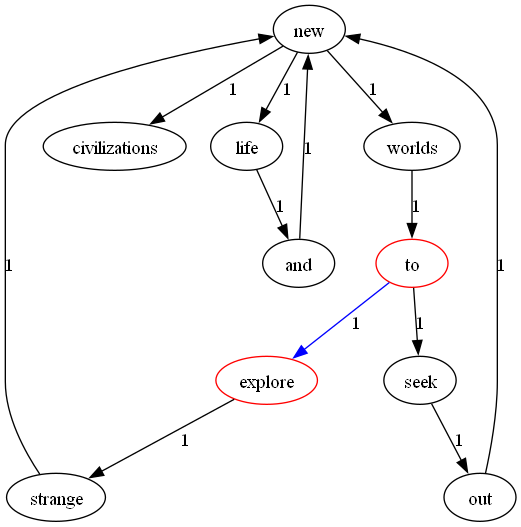 new
1 1 1
civilizations life worlds
1 1 1
and to
1 1 1 1
explore seek
1 1
strange out